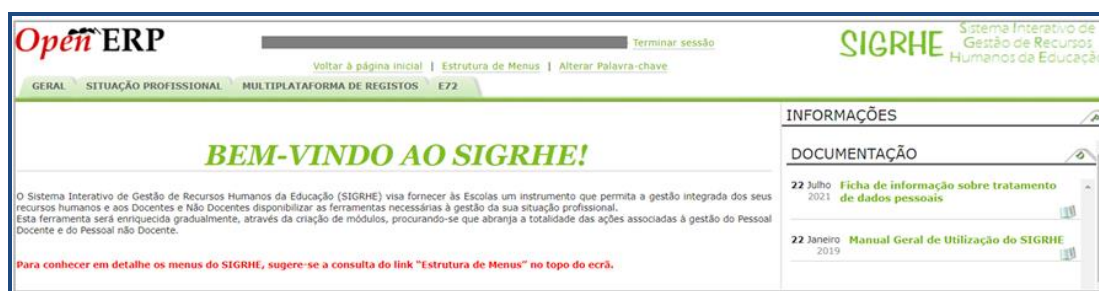 Open ERP
Terminar sessão
SIGRHE
Sistema Interativo de
Gestão de Recursos
Humanos da Educação
Voltar à página inicial | Estrutura de Menus | Alterar Palavra-chave
GERAL SITUAÇÃO PROFISSIONAL MULTIPLATAFORMA DE REGISTOS E72
BEM-VINDO AO SIGRHE!
O Sistema Interativo de Gestão de Recursos Humanos da Educação (SIGRHE) visa fornecer às Escolas um instrumento que permita a gestão integrada dos seus
recursos humanos e aos Docentes e Não Docentes disponibilizar as ferramentas necessárias à gestão da sua situação profissional.
Esta ferramenta será enriquecida gradualmente, através da criação de módulos, procurando-se que abranja a totalidade das ações associadas à gestão do Pessoal
Docente e do Pessoal não Docente.
Para conhecer em detalhe os menus do SIGRHE, sugere-se a consulta do link "Estrutura de Menus" no topo do ecrã.
INFORMAÇÕES
DOCUMENTAÇÃO
22 Julho Ficha de informação sobre tratamento
2021 de dados pessoais
22 Janeiro Manual Geral de Utilização do SIGRHE
2019